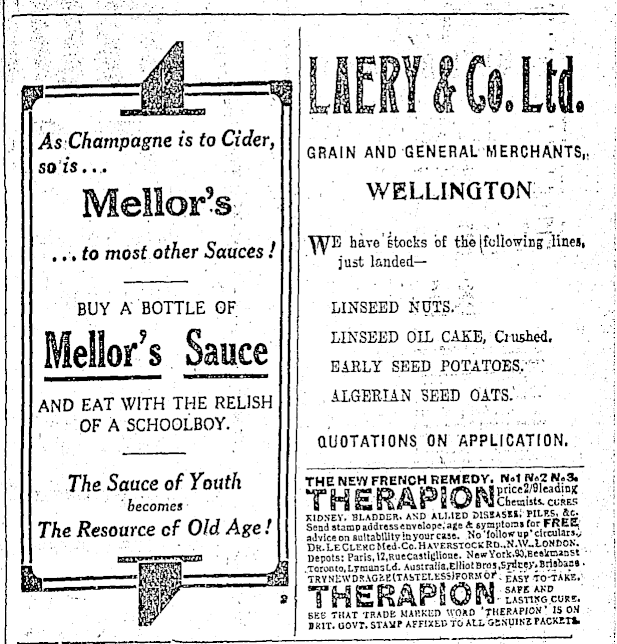 As Champagne is to Cider,
so is...
Mellor's
...to most other Sauces!
BUY A BOTTLE OF
Mellor's Sauce
AND EAT WITH THE RELISH
OF A SCHOOLBOY.
The Sauce of Youth
becomes
The Resource of Old Age!
2
LAERY & Co. Ltd.
GRAIN AND GENERAL MERCHANTS,
WELLINGTON
WE have stocks of the following lines,
just landed—
LINSEED NUTS.
LINSEED OIL CAKE, Crushed.
EARLY SEED POTATOES.
ALGERIAN SEED OATS.
QUOTATIONS ON APPLICATION.
THE NEW FRENCH REMEDY. No1 No2 No3.
THERAPION price 2/9 leading
Chemists. CURES
KIDNEY, BLADDER, AND ALLIED DISEASES, PILES, &c.
Send stamp address envelope, age & symptoms for FREE
advice on suitability in your case. No 'follow up' circulars.
DR. LE CLERC Med. Co. HAVERSTOCK RD., N.W., LONDON.
Depots: Paris, 12, Rue Castiglione. New York, 90, Beekman st
Toronto, Lymans Ld. Australia, Elliot Bros, Sydney, Brisbane
TRY NEW DRAGEE (TASTELESS) FORM OF EASY TO TAKE,
THERAPION SAFE AND
LASTING CURE.
SEE THAT TRADE MARKED WORD 'THERAPION' IS ON
BRIT. GOVT. STAMP AFFIXED TO ALL GENUINE PACKETS.